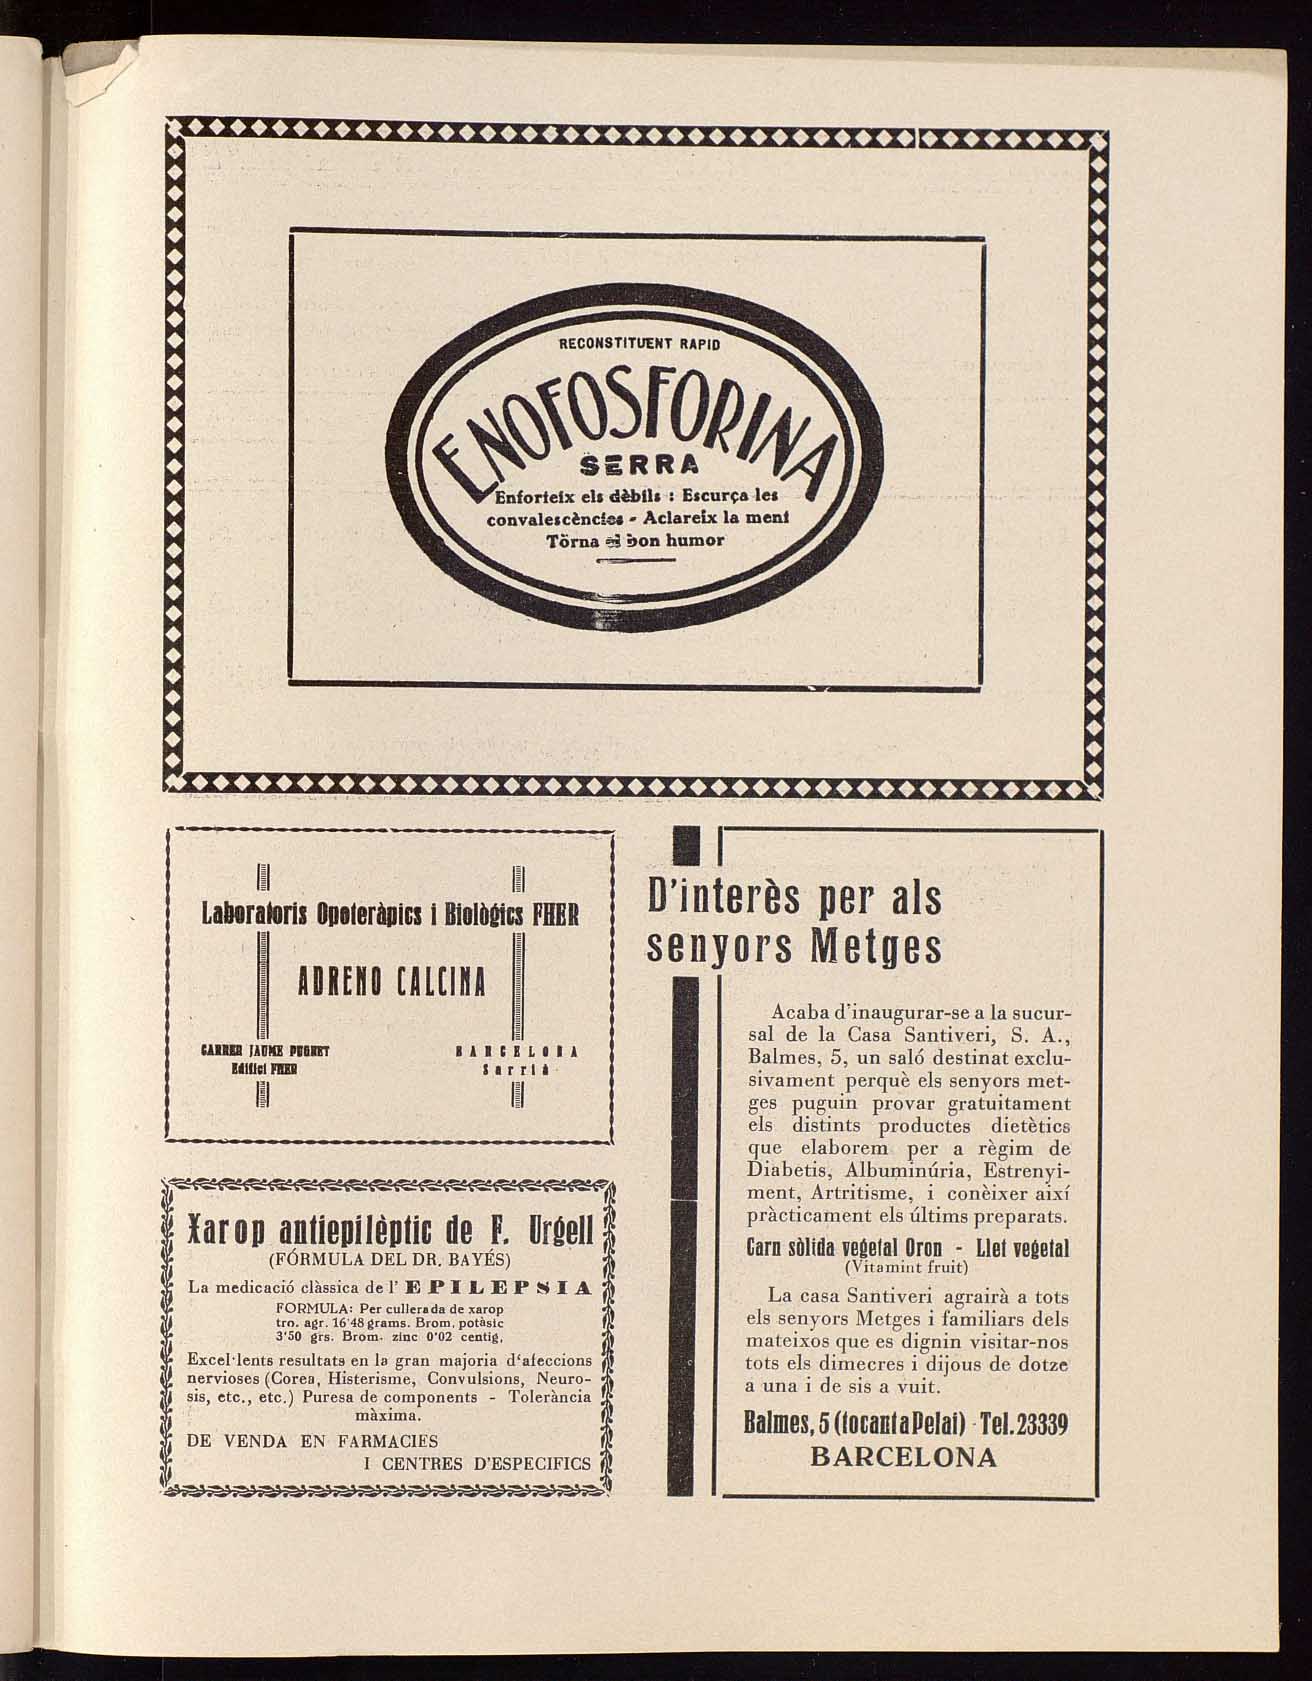 RECONSTITUENT RAPID
ENOFOSFORINA
SERRA
Enforteix els dèbils : Escurça les
convalescències - Aclareix la ment
Törna el bon humor
Laboratoris Opoteràpics i Biològics FHER
ADRENO CALCINA
CARRER JAUME PUGNET
Edifici FHER
BARCELONA
Sarrià
Xarop antiepilèptic de F. Urgell
(FÓRMULA DEL DR. BAYÉS)
La medicació clàssica de l' EPILEPSIA
FORMULA: Per cullerada de xarop
tro. agr. 16'48 grams. Brom. potàsic
3'50 grs. Brom. zinc 0'02 centig,
Excel·lents resultats en la gran majoria d'afeccions
nervioses (Corea, Histerisme, Convulsions, Neuro-
sis, etc., etc.) Puresa de components - Tolerància
màxima.
DE VENDA EN FARMACIES
I CENTRES D'ESPECIFICS
D'interès per als
senyors Metges
Acaba d'inaugurar-se a la sucur-
sal de la Casa Santiveri, S. A.,
Balmes, 5, un saló destinat exclu-
sivament perquè els senyors met-
ges puguin provar gratuitament
els distints productes dietètics
que elaborem per a règim de
Diabetis, Albuminúria, Estrenyi-
ment, Artritisme, i conèixer així
pràcticament els últims preparats.
Carn sòlida vegetal Oron - Llet vegetal
(Vitamint fruit)
La casa Santiveri agrairà a tots
els senyors Metges i familiars dels
mateixos que es dignin visitar-nos
tots els dimecres i dijous de dotze
a una i de sis a vuit.
Balmes, 5 (tocant a Pelai) - Tel. 23339
BARCELONA